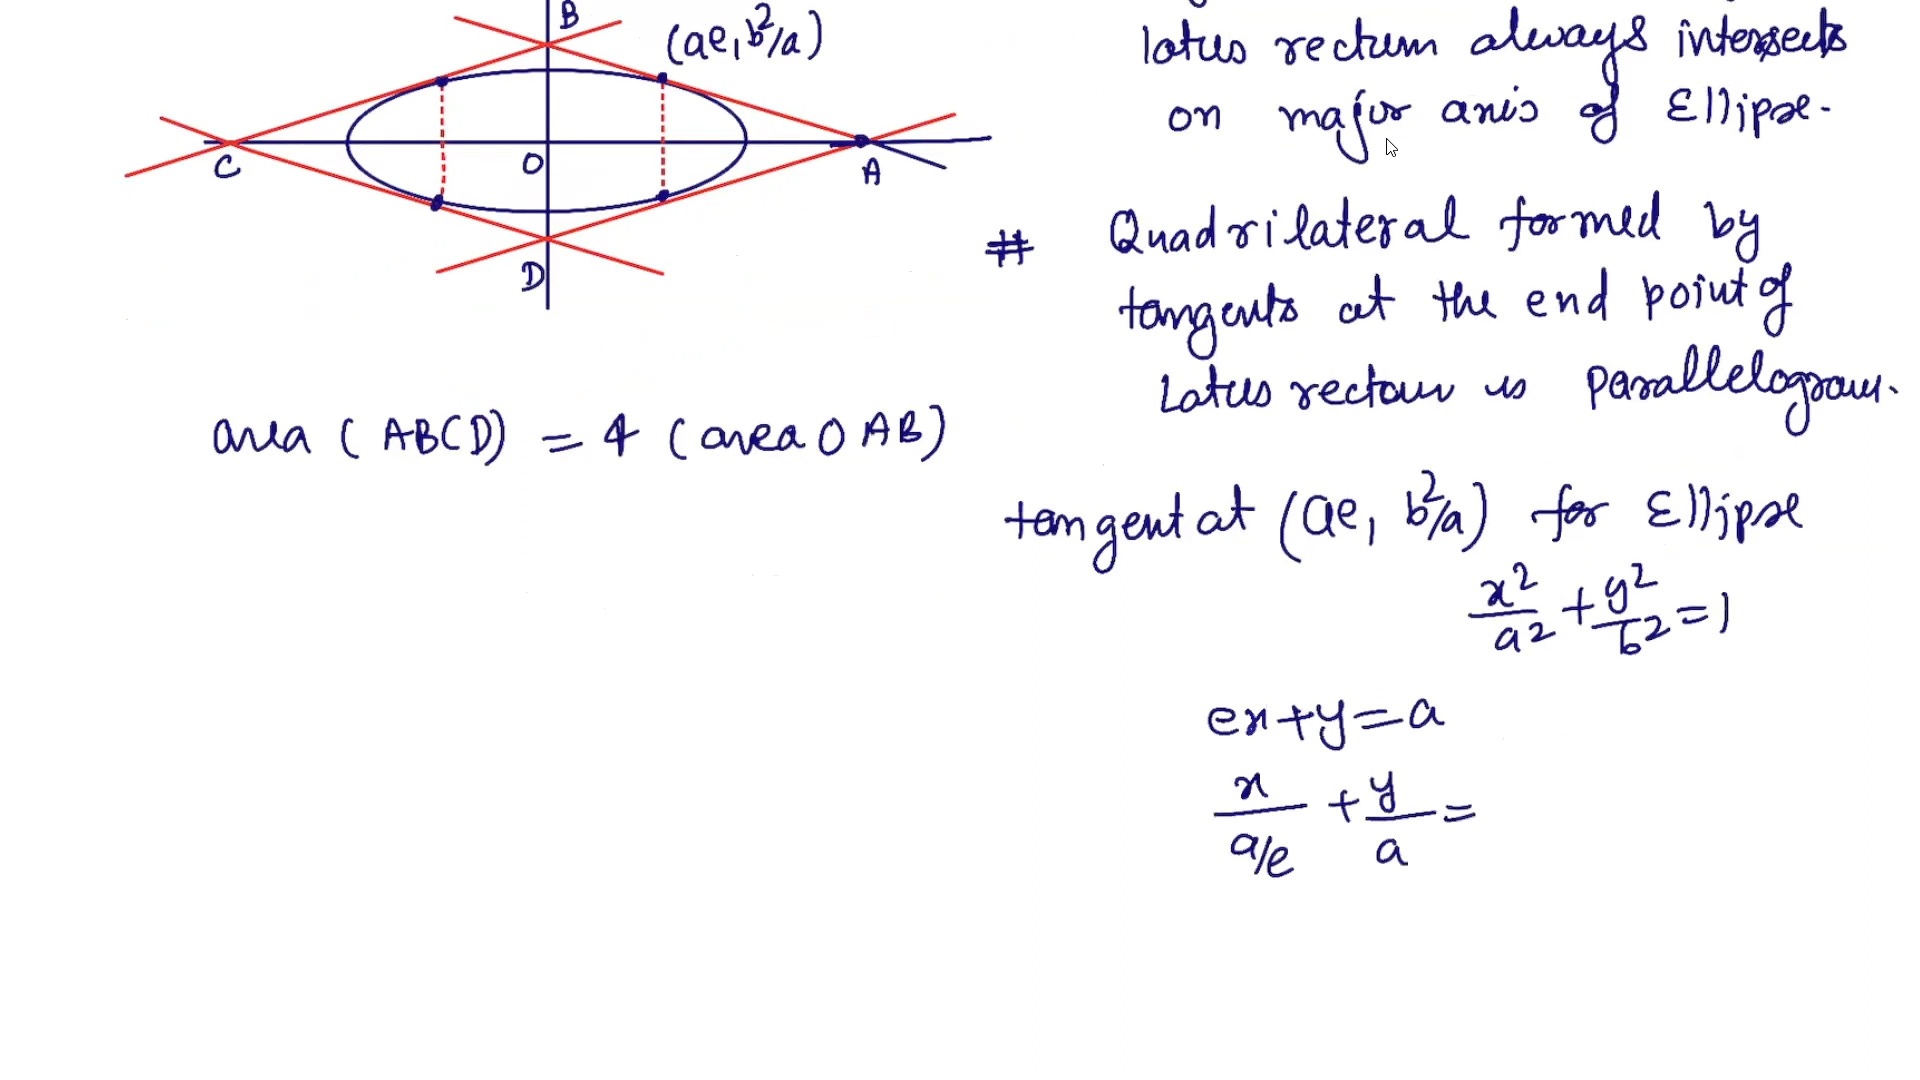 B
(ae, b²/a)
C
O
A
D
latus rectum always intersects
on major axis of Ellipse.
# Quadrilateral formed by
tangents at the end point of
Latus rectum is parallelogram.
area (ABCD) = 4 (area OAB)
tangent at (ae, b²/a) for Ellipse
x²/a² + y²/b² = 1
ex+y=a
x/(a/e) + y/a =